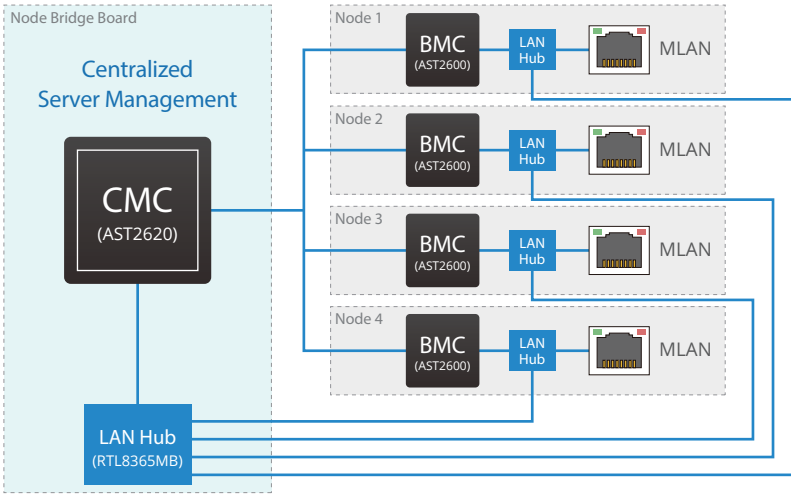 Node Bridge Board
Centralized
Server Management
CMC
(AST2620)
LAN Hub
(RTL8365MB)
Node 1
BMC
(AST2600)
LAN
Hub
MLAN
Node 2
BMC
(AST2600)
LAN
Hub
MLAN
Node 3
BMC
(AST2600)
LAN
Hub
MLAN
Node 4
BMC
(AST2600)
LAN
Hub
MLAN